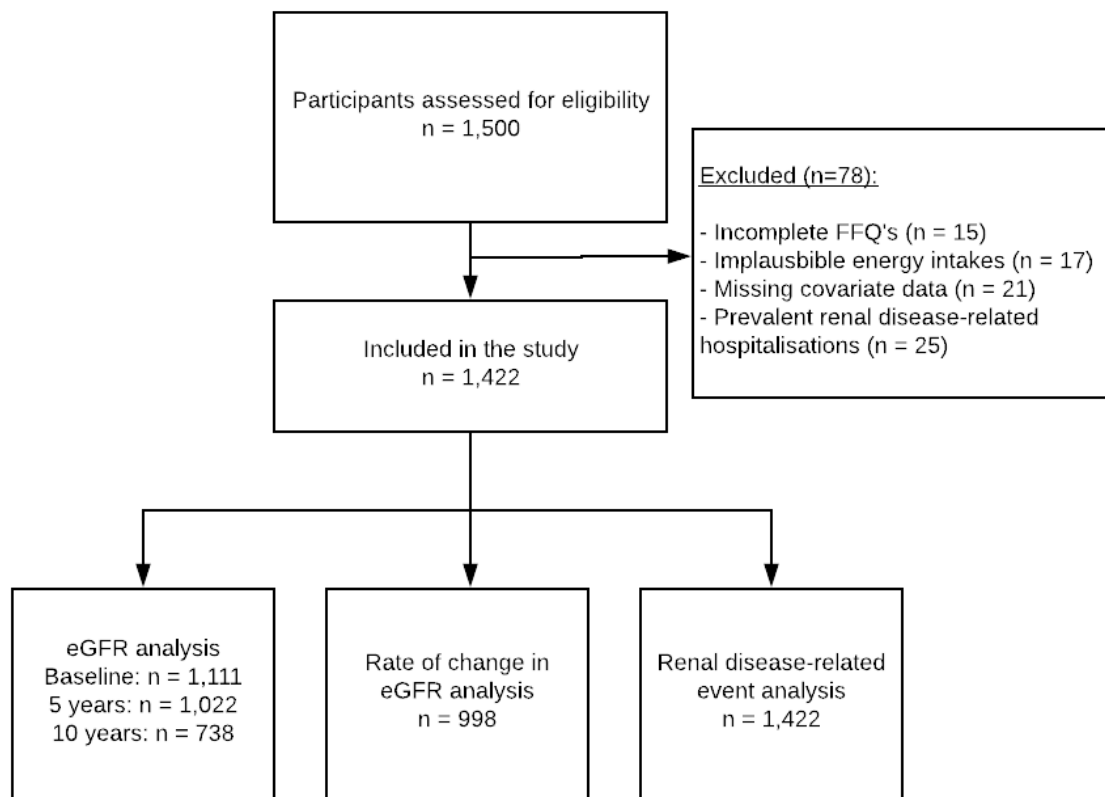 Participants assessed for eligibility
n = 1,500
Excluded (n=78):
- Incomplete FFQ's (n = 15)
- Implausbible energy intakes (n = 17)
- Missing covariate data (n = 21)
- Prevalent renal disease-related
hospitalisations (n = 25)
Included in the study
n = 1,422
eGFR analysis
Baseline: n = 1,111
5 years: n = 1,022
10 years: n = 738
Rate of change in
eGFR analysis
n = 998
Renal disease-related
event analysis
n = 1,422